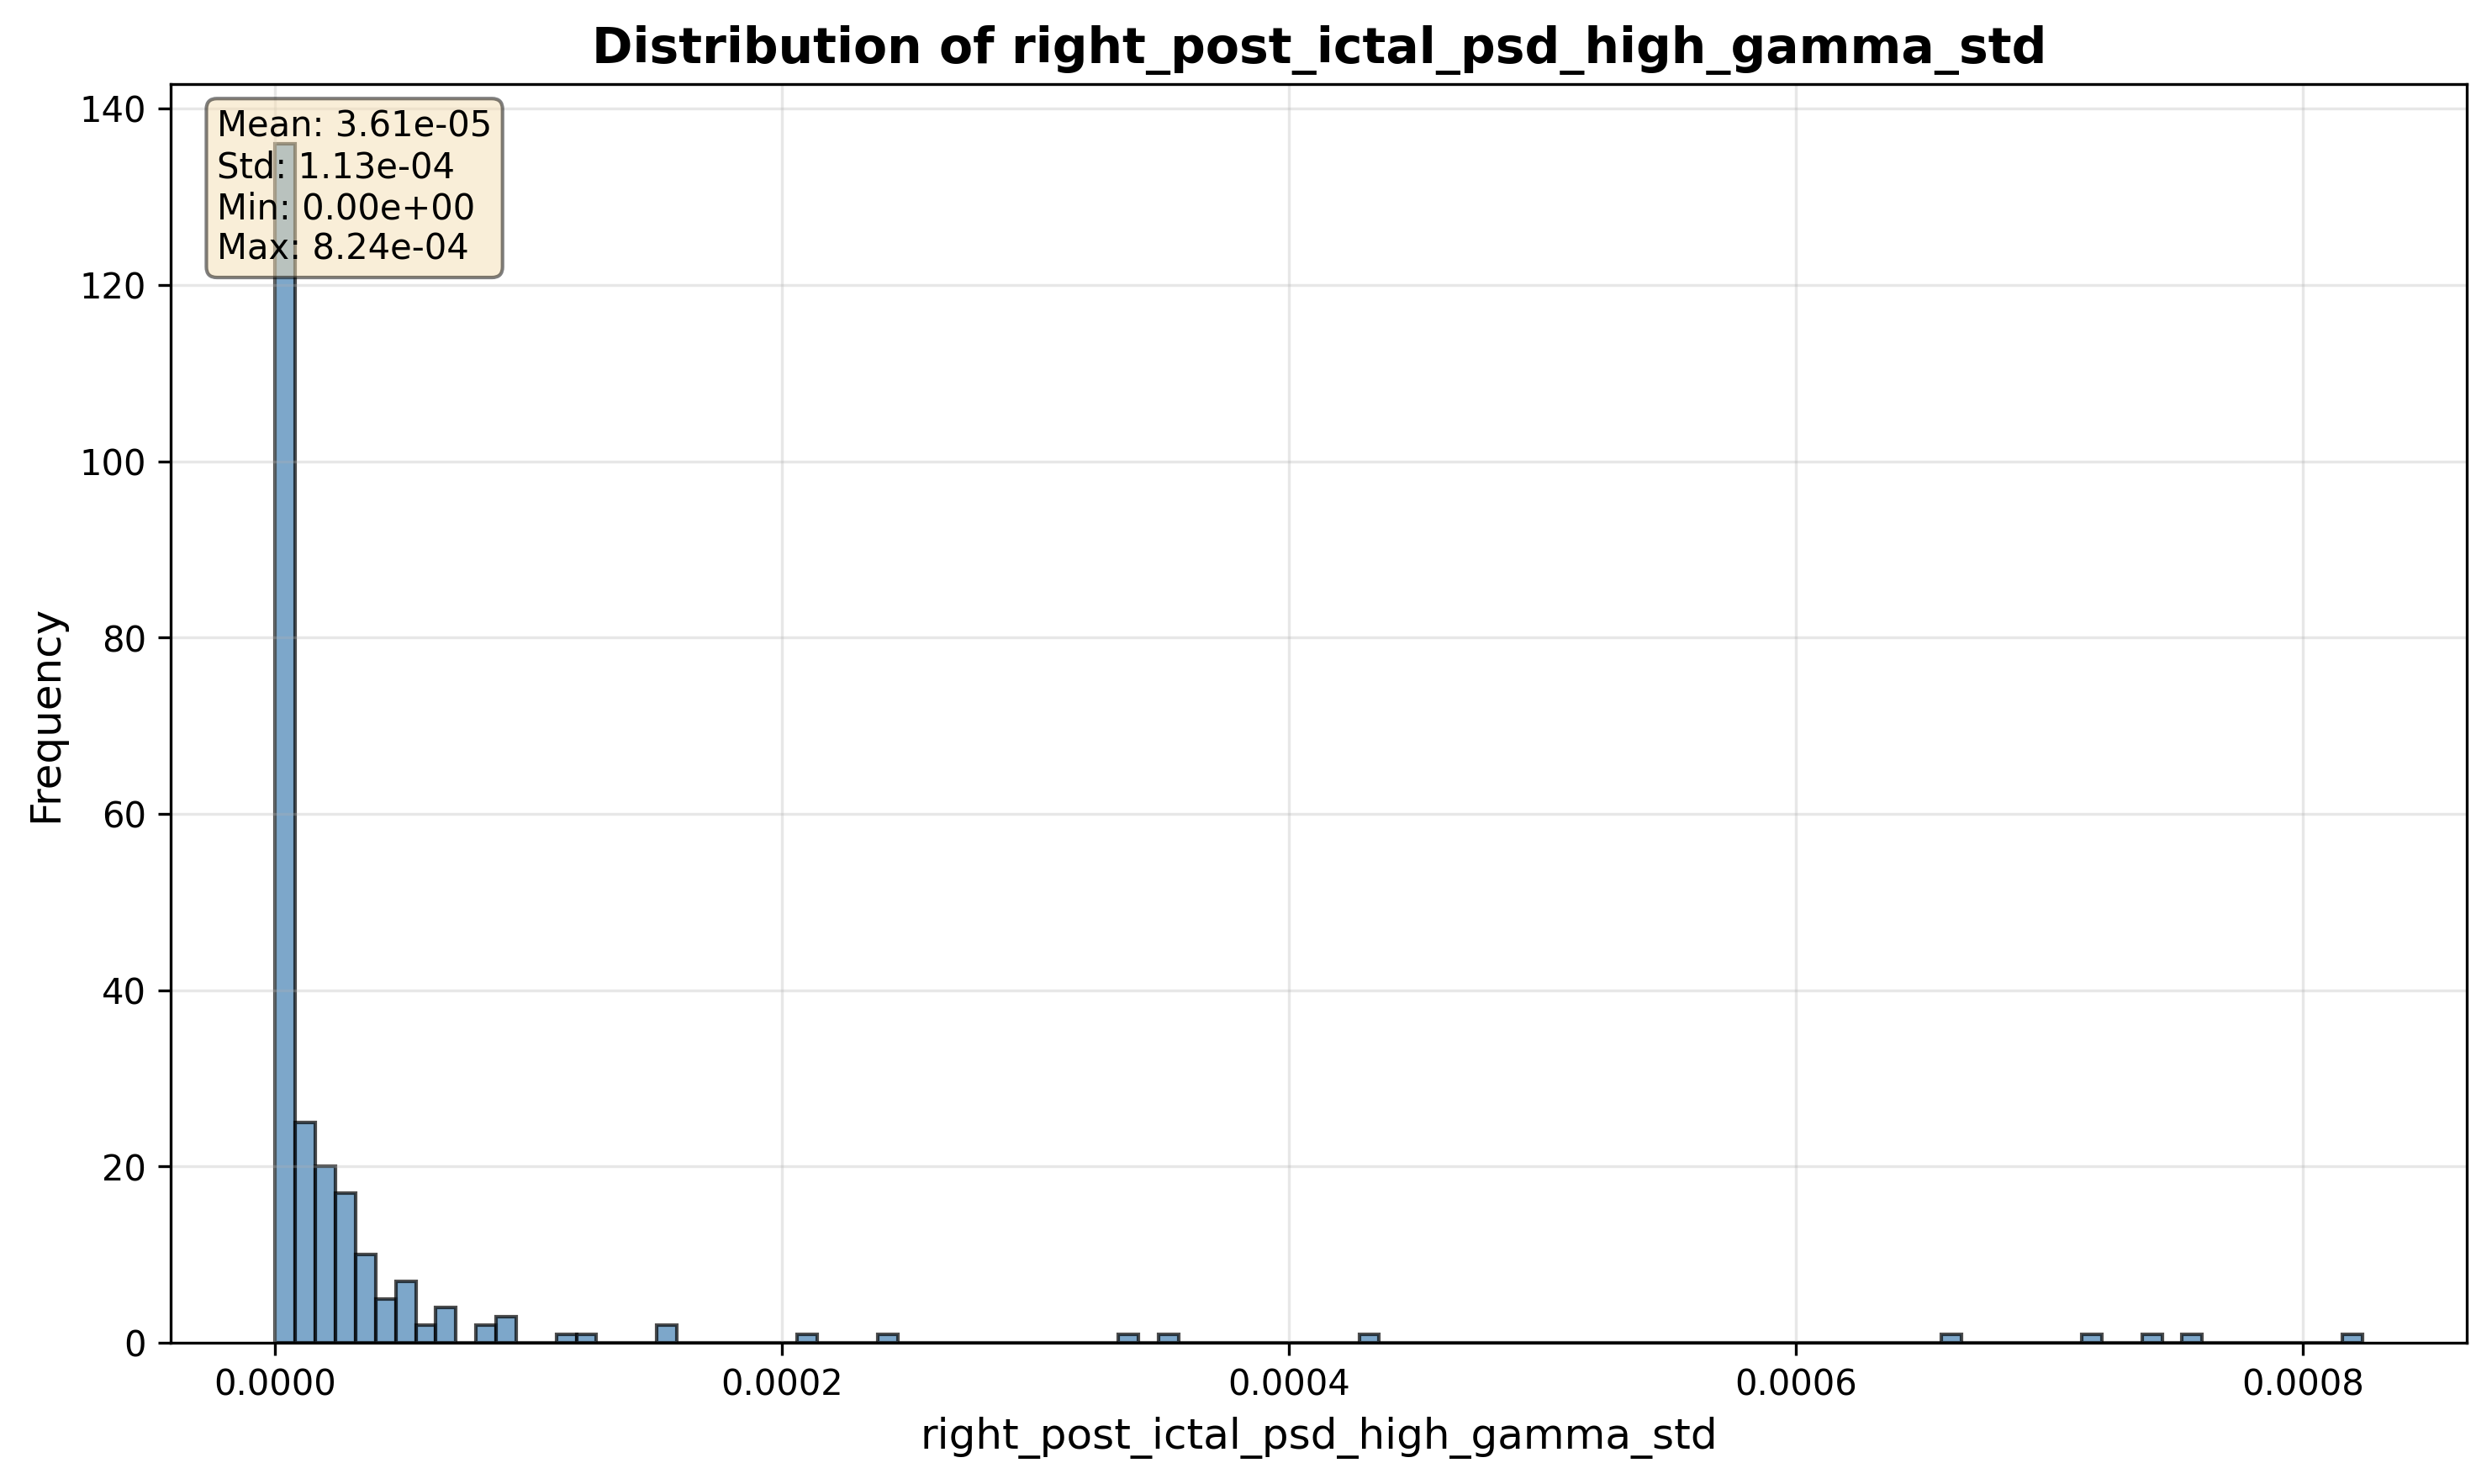 Distribution of right_post_ictal_psd_high_gamma_std
Mean: 3.61e-05
Std: 1.13e-04
Min: 0.00e+00
Max: 8.24e-04
140
120
100
80
60
40
20
0
Frequency
0.0000
0.0002
0.0004
0.0006
0.0008
right_post_ictal_psd_high_gamma_std